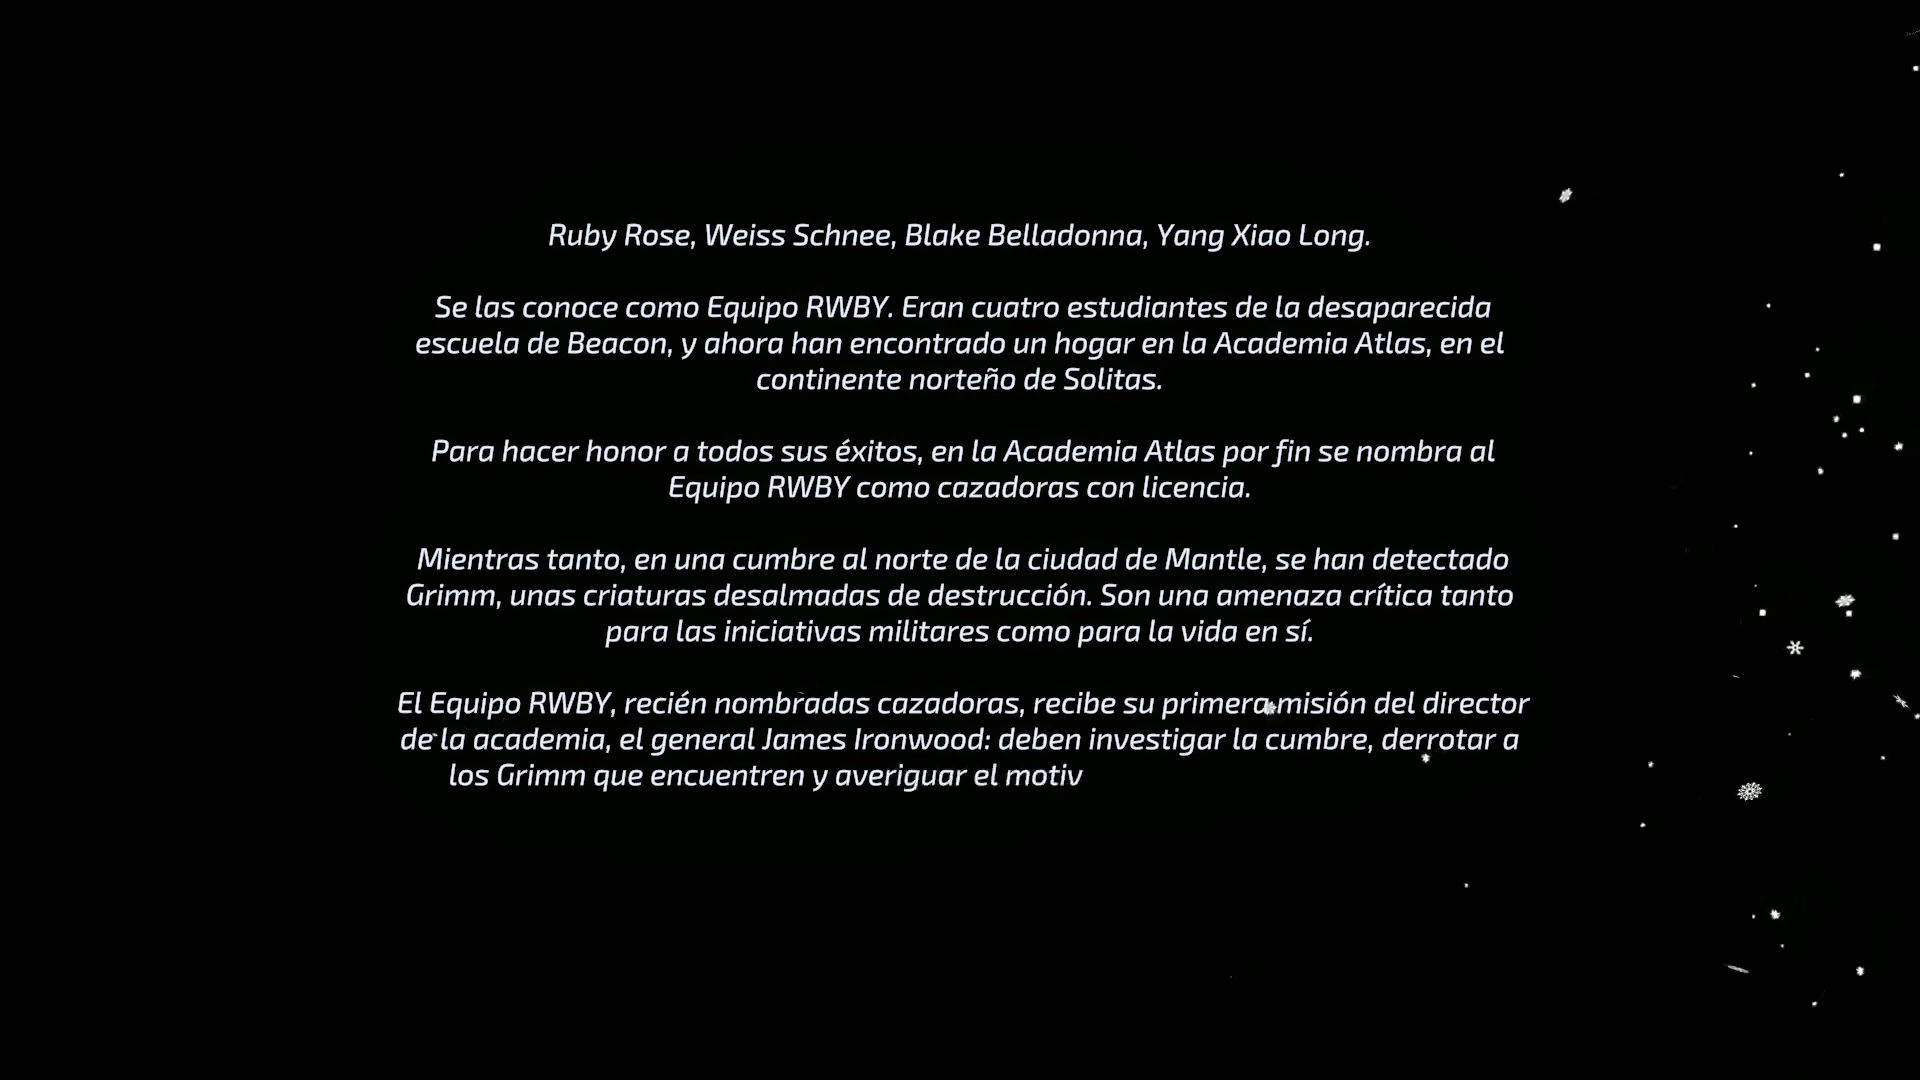 Ruby Rose, Weiss Schnee, Blake Belladonna, Yang Xiao Long.
Se las conoce como Equipo RWBY. Eran cuatro estudiantes de la desaparecida
escuela de Beacon, y ahora han encontrado un hogar en la Academia Atlas, en el
continente norteño de Solitas.
Para hacer honor a todos sus éxitos, en la Academia Atlas por fin se nombra al
Equipo RWBY como cazadoras con licencia.
Mientras tanto, en una cumbre al norte de la ciudad de Mantle, se han detectado
Grimm, unas criaturas desalmadas de destrucción. Son una amenaza crítica tanto
para las iniciativas militares como para la vida en sí.
El Equipo RWBY, recién nombradas cazadoras, recibe su primera misión del director
de la academia, el general James Ironwood: deben investigar la cumbre, derrotar a
los Grimm que encuentren y averiguar el motiv